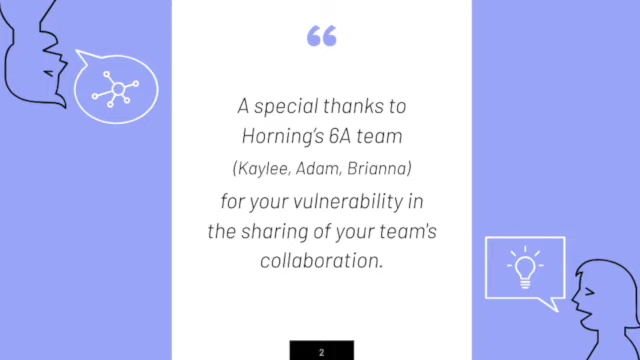 “
A special thanks to
Horning's 6A team
(Kaylee, Adam, Brianna)
for your vulnerability in
the sharing of your team's
collaboration.
2